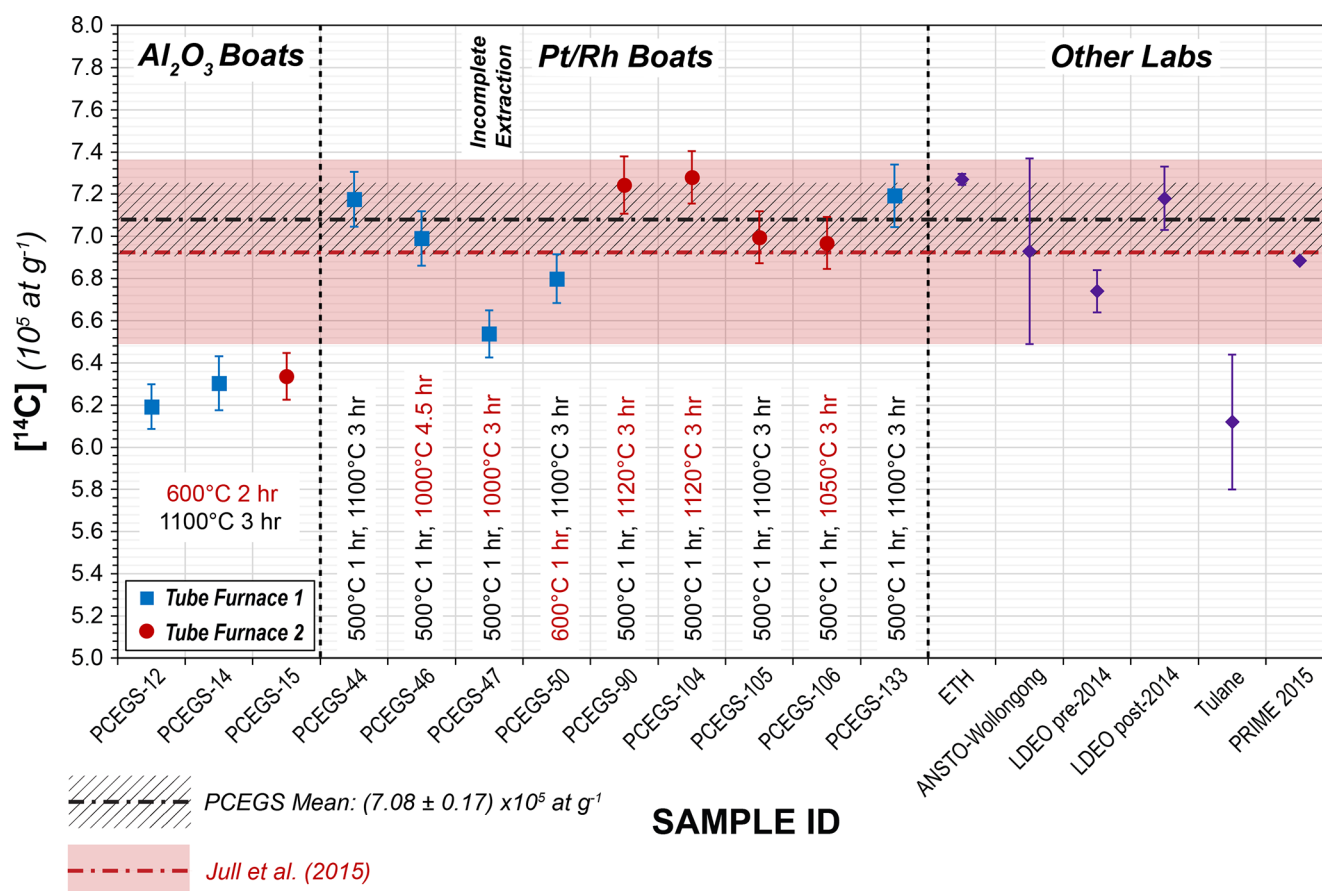 Al2O3 Boats
Incomplete
Extraction
Pt/Rh Boats
Other Labs
[¹⁴C] (10⁵ at g⁻¹)
8.0
7.8
7.6
7.4
7.2
7.0
6.8
6.6
6.4
6.2
6.0
5.8
5.6
5.4
5.2
5.0
600°C 2 hr
1100°C 3 hr
500°C 1 hr, 1100°C 3 hr
500°C 1 hr, 1000°C 4.5 hr
500°C 1 hr, 1000°C 3 hr
600°C 1 hr, 1100°C 3 hr
500°C 1 hr, 1120°C 3 hr
500°C 1 hr, 1120°C 3 hr
500°C 1 hr, 1100°C 3 hr
500°C 1 hr, 1050°C 3 hr
500°C 1 hr, 1100°C 3 hr
Tube Furnace 1
Tube Furnace 2
PCEGS-12
PCEGS-14
PCEGS-15
PCEGS-44
PCEGS-46
PCEGS-47
PCEGS-50
PCEGS-90
PCEGS-104
PCEGS-105
PCEGS-106
PCEGS-133
ETH
ANSTO-Wollongong
LDEO pre-2014
LDEO post-2014
Tulane
PRIME 2015
PCEGS Mean: (7.08 ± 0.17) x10⁵ at g⁻¹
SAMPLE ID
Jull et al. (2015)